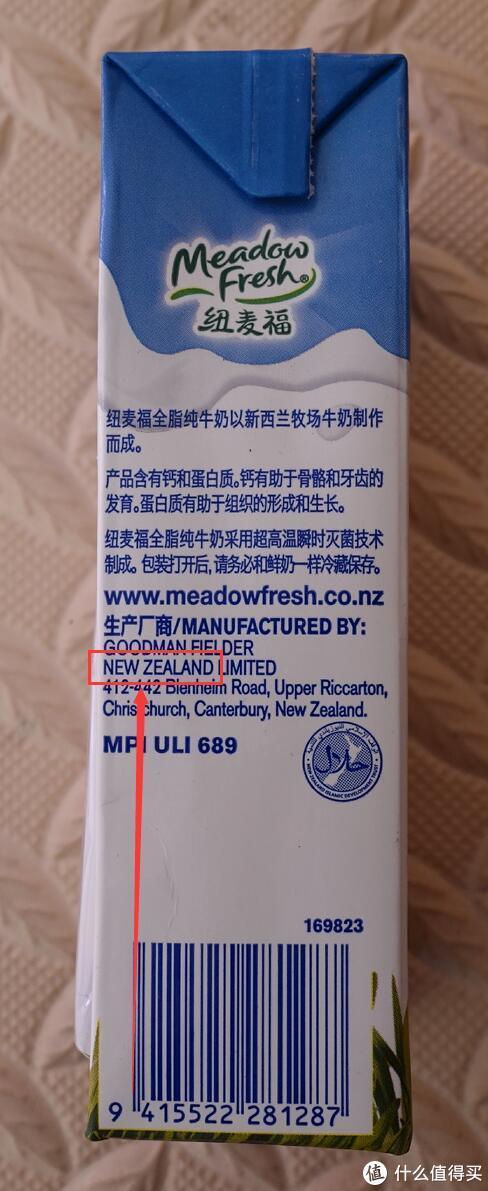 Meadow
Fresh®
纽麦福
纽麦福全脂纯牛奶以新西兰牧场牛奶制作
而成。
产品含有钙和蛋白质。钙有助于骨骼和牙齿的
发育。蛋白质有助于组织的形成和生长。
纽麦福全脂纯牛奶采用超高温瞬时灭菌技术
制成。包装打开后,请务必和鲜奶一样冷藏保存。
www.meadowfresh.co.nz
生产厂商/MANUFACTURED BY:
GOODMAN FIELDER
NEW ZEALAND LIMITED
412-442 Blenheim Road, Upper Riccarton,
Christchurch, Canterbury, New Zealand.
MPI ULI 689
حلال
NEW ZEALAND ISLAMIC DEVELOPMENT TRUST
169823
9 415522 281287
值 什么值得买